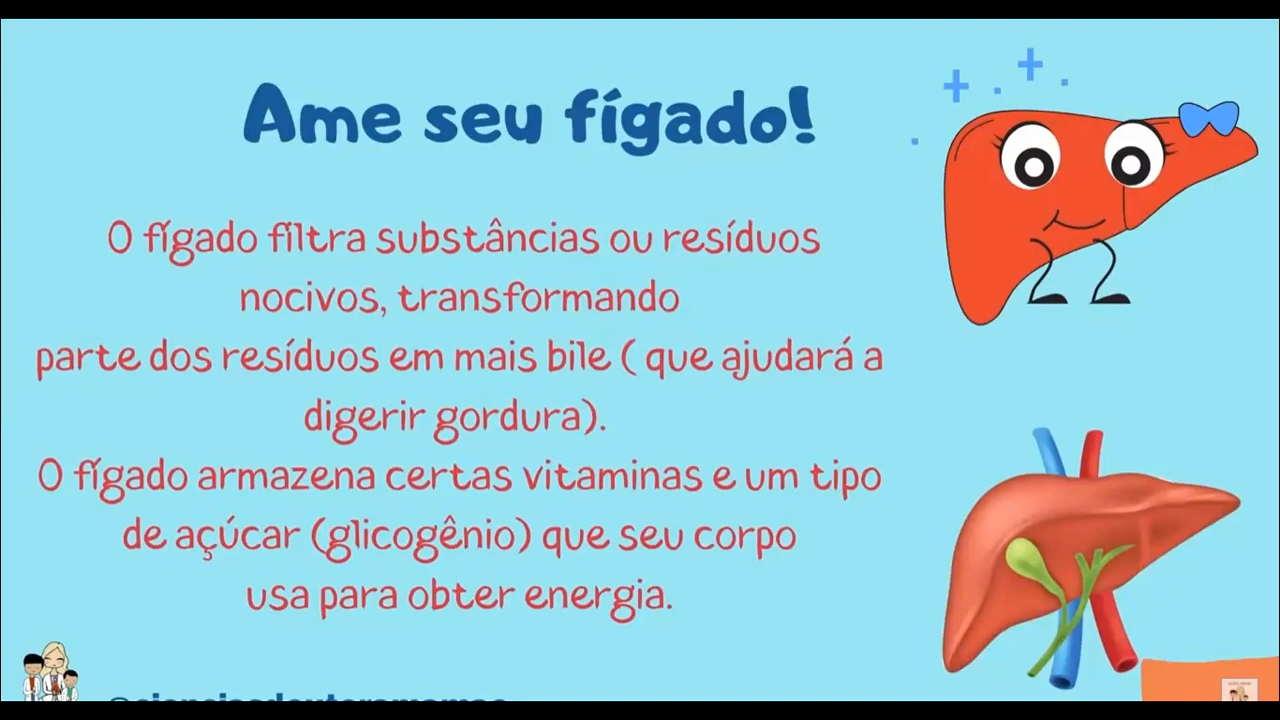 Ame seu fígado!
O fígado filtra substâncias ou resíduos
nocivos, transformando
parte dos resíduos em mais bile ( que ajudará a
digerir gordura).
O fígado armazena certas vitaminas e um tipo
de açúcar (glicogênio) que seu corpo
usa para obter energia.